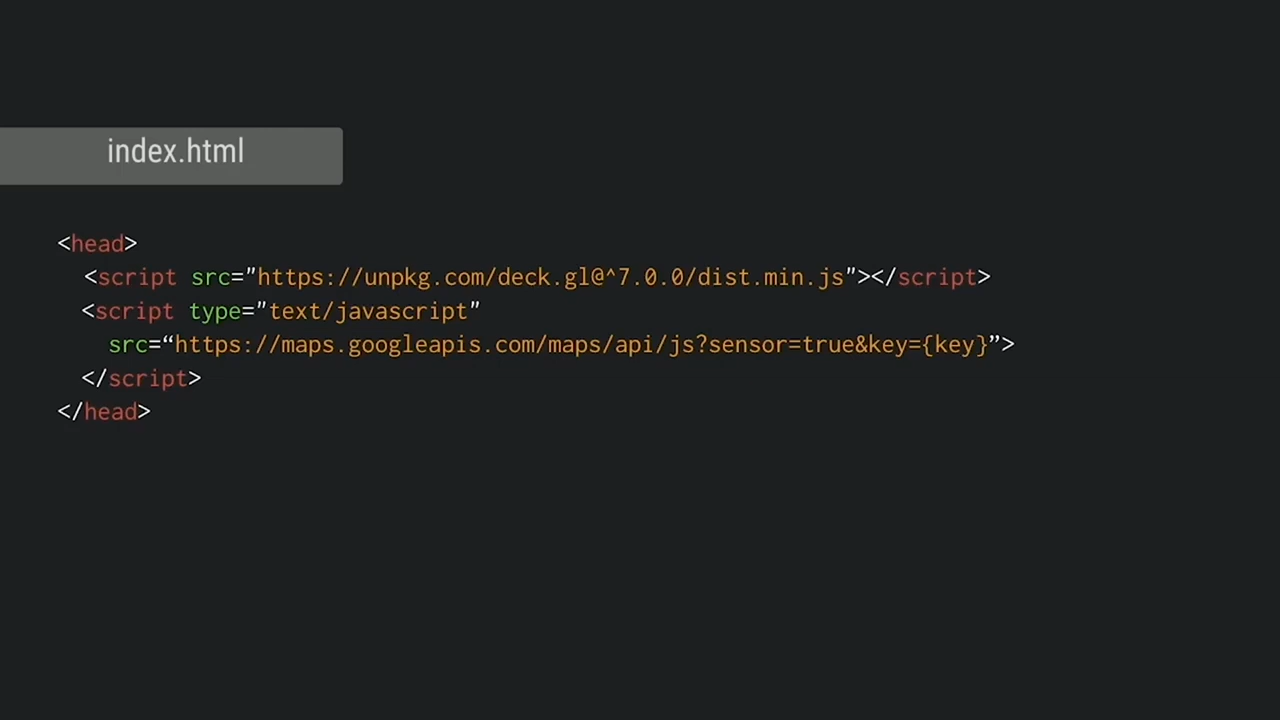 index.html
<head>
<script src="https://unpkg.com/deck.gl@^7.0.0/dist.min.js"></script>
<script type="text/javascript"
src=“https://maps.googleapis.com/maps/api/js?sensor=true&key={key}”>
</script>
</head>